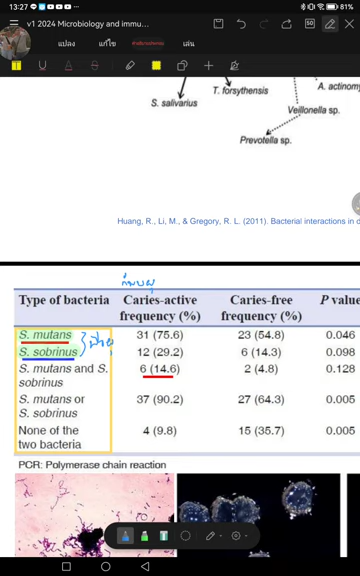 13:27
81%
v1 2024 Microbiology and immu...
50
แปลง
แก้ไข
เล่น
T
U
A
S
S. salivarius
T. forsythensis
A. actinomy
Veillonella sp.
Prevotella sp.
Huang, R., Li, M., & Gregory, R. L. (2011). Bacterial interactions in d
Type of bacteria Caries-active frequency (%) Caries-free frequency (%) P value
S. mutans 31 (75.6) 23 (54.8) 0.046
S. sobrinus 12 (29.2) 6 (14.3) 0.098
S. mutans and S. sobrinus 6 (14.6) 2 (4.8) 0.128
S. mutans or S. sobrinus 37 (90.2) 27 (64.3) 0.005
None of the two bacteria 4 (9.8) 15 (35.7) 0.005
PCR: Polymerase chain reaction